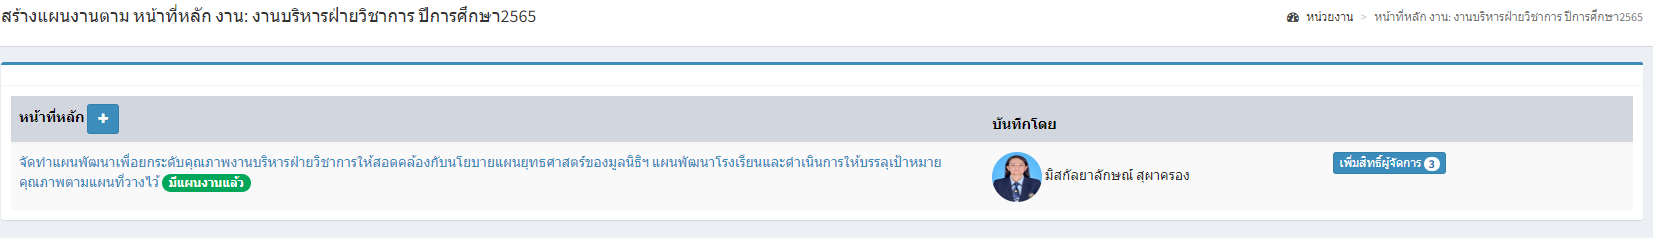 สร้างแผนงานตาม หน้าที่หลัก งาน: งานบริหารฝ่ายวิชาการ ปีการศึกษา2565
หน่วยงาน > หน้าที่หลัก งาน: งานบริหารฝ่ายวิชาการ ปีการศึกษา2565
หน้าที่หลัก +
บันทึกโดย
จัดทำแผนพัฒนาเพื่อยกระดับคุณภาพงานบริหารฝ่ายวิชาการให้สอดคล้องกับนโยบายแผนยุทธศาสตร์ของมูลนิธิฯ แผนพัฒนาโรงเรียนและดำเนินการให้บรรลุเป้าหมาย
คุณภาพตามแผนที่วางไว้ มีแผนงานแล้ว
มิสกัลยาลักษณ์ สุผาครอง
เพิ่มสิทธิ์ผู้จัดการ 3